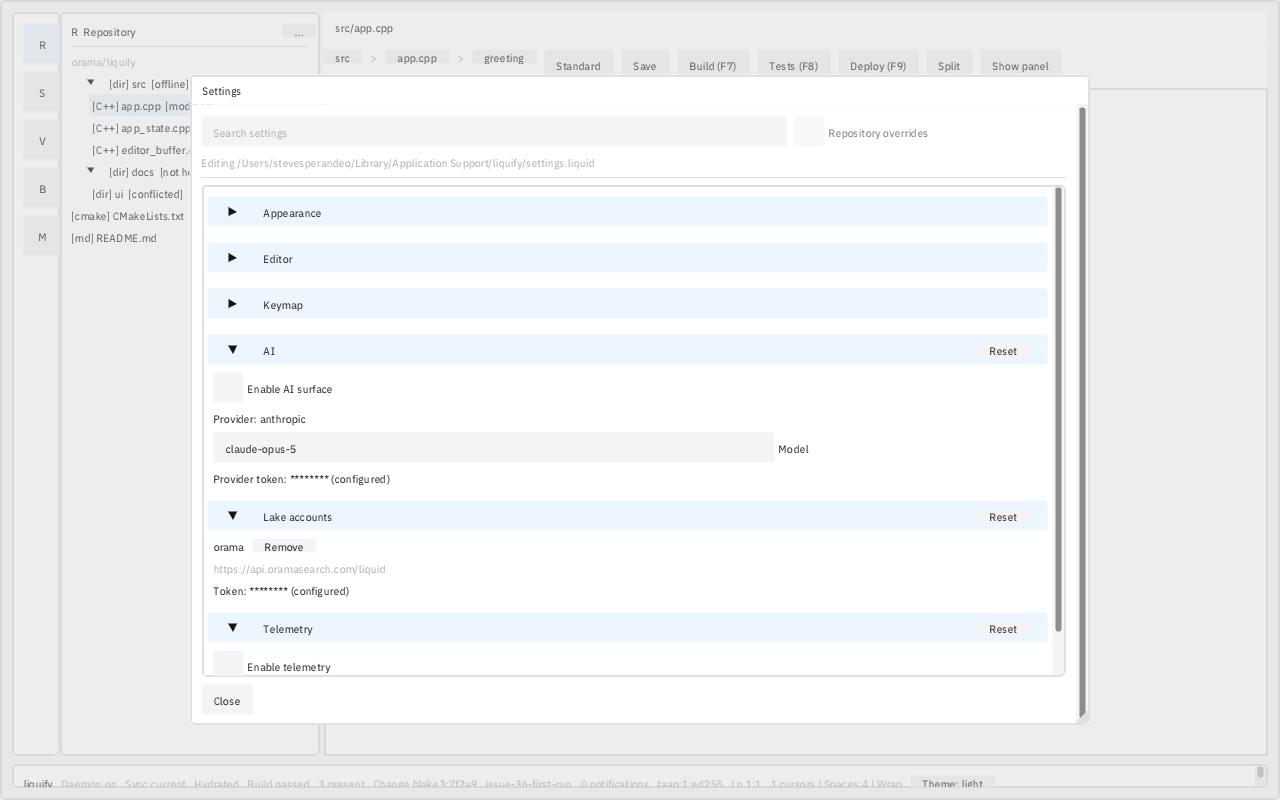 R Repository
...
src/app.cpp
src > app.cpp > greeting
Standard
Save
Build (F7)
Tests (F8)
Deploy (F9)
Split
Show panel
R
S
V
B
M
orama/liquify
[dir] src [offline]
[C++] app.cpp [mod
[C++] app_state.cpp
[C++] editor_buffer.
[dir] docs [not h
[dir] ui [conflicted]
[cmake] CMakeLists.txt
[md] README.md
Settings
Search settings
Repository overrides
Editing /Users/stevesperandeo/Library/Application Support/liquify/settings.liquid
Appearance
Editor
Keymap
AI
Reset
Enable AI surface
Provider: anthropic
claude-opus-5
Model
Provider token: ******** (configured)
Lake accounts
Reset
orama
Remove
https://api.oramasearch.com/liquid
Token: ******** (configured)
Telemetry
Reset
Enable telemetry
Close
liquify Daemon on Sync current Hydrated Build passed 3 present Change blake3:7f2a9 issue-36-first-run 0 notifications taap:1:ed255 Ln 1:1 1 cursors | Spaces:4 | Wrap Theme: light